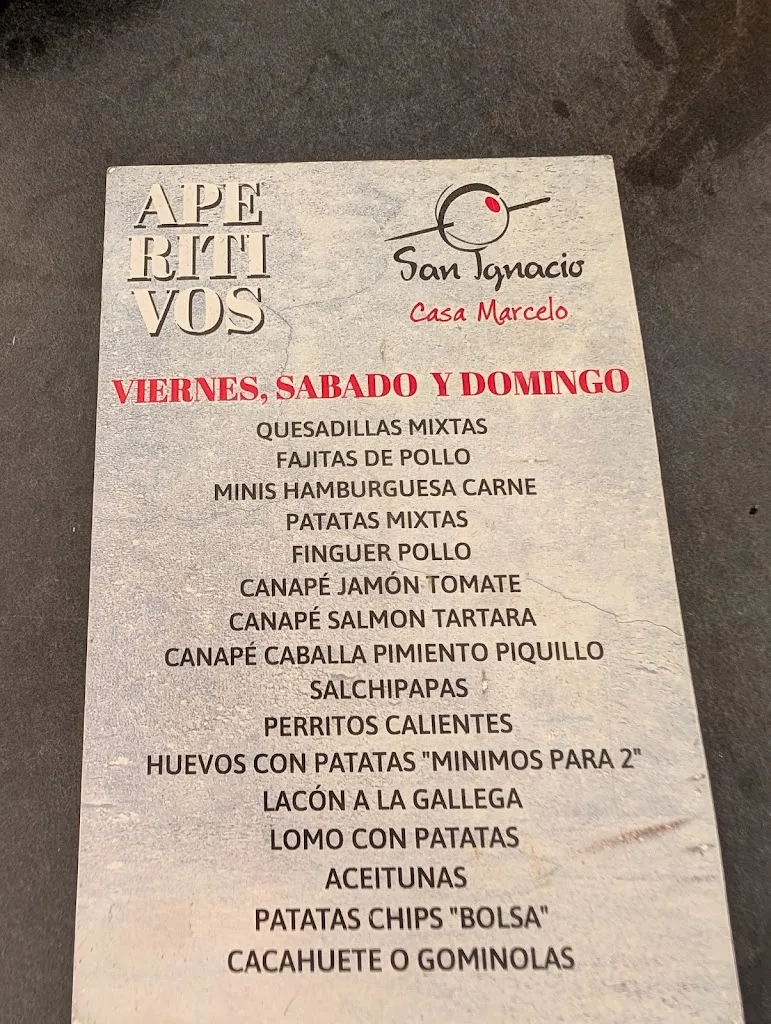 APE
RITI
VOS
San Ignacio
Casa Marcelo
VIERNES, SABADO Y DOMINGO
QUESADILLAS MIXTAS
FAJITAS DE POLLO
MINIS HAMBURGUESA CARNE
PATATAS MIXTAS
FINGUER POLLO
CANAPÉ JAMÓN TOMATE
CANAPÉ SALMON TARTARA
CANAPÉ CABALLA PIMIENTO PIQUILLO
SALCHIPAPAS
PERRITOS CALIENTES
HUEVOS CON PATATAS "MINIMOS PARA 2"
LACÓN A LA GALLEGA
LOMO CON PATATAS
ACEITUNAS
PATATAS CHIPS "BOLSA"
CACAHUETE O GOMINOLAS